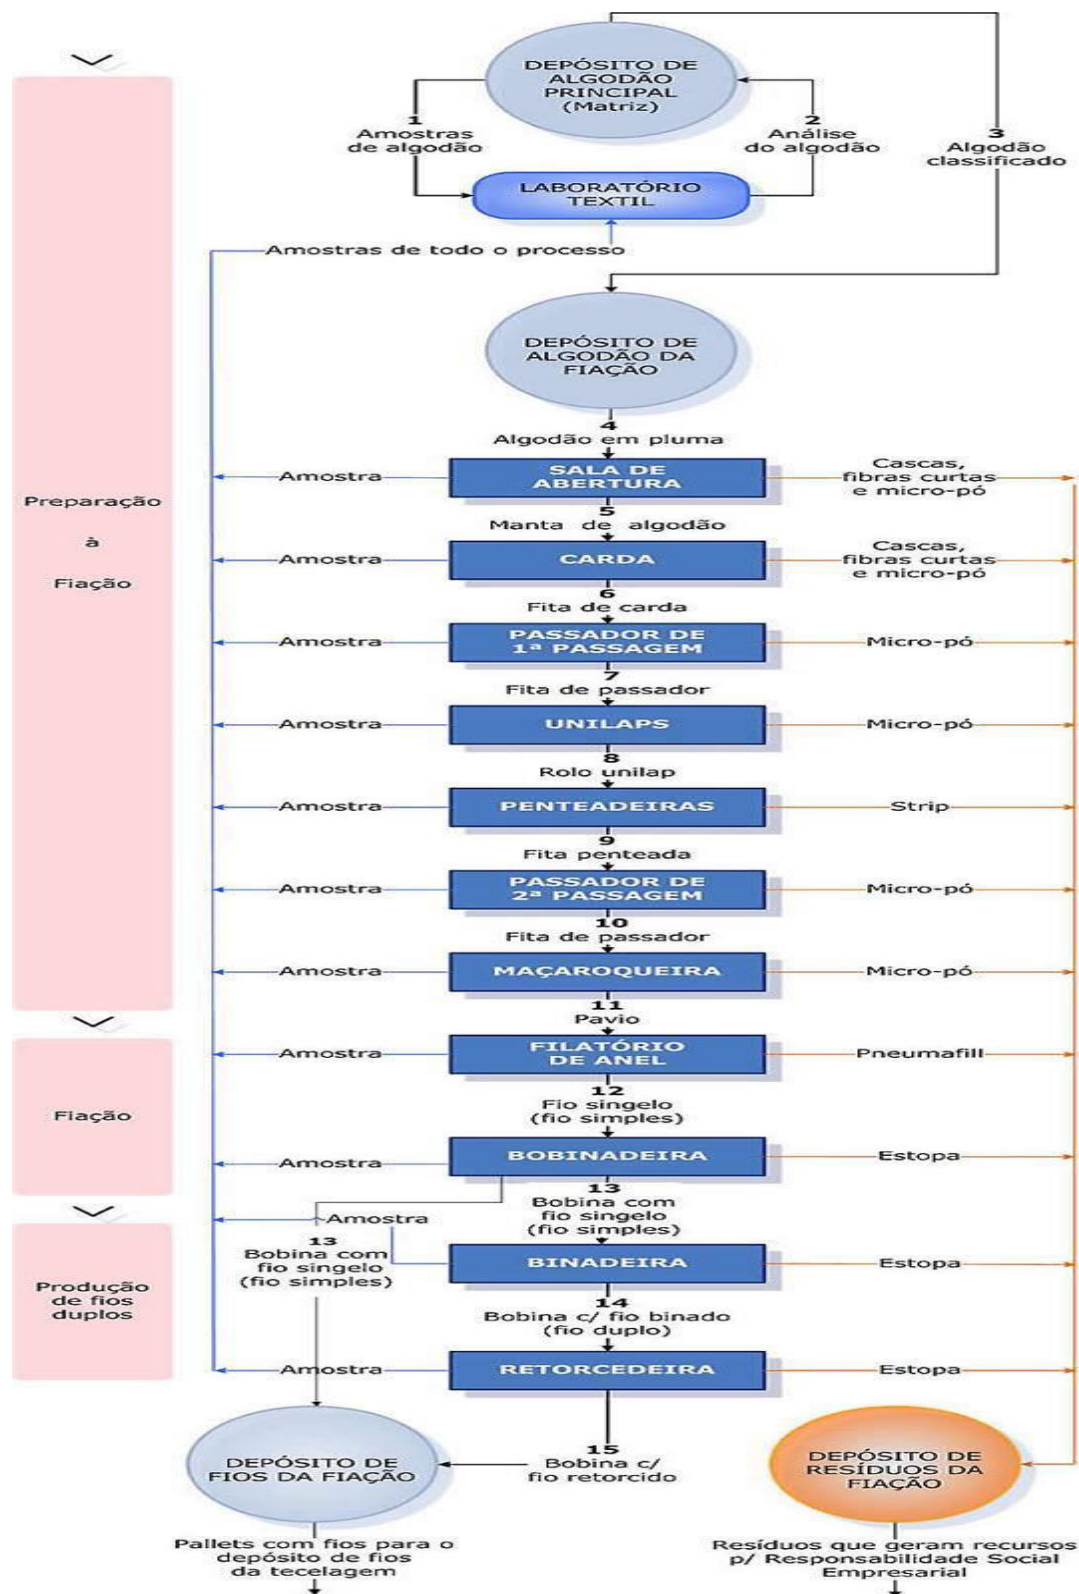 DEPÓSITO DE
ALGODÃO
PRINCIPAL
(Matriz)
1
Amostras
de algodão
2
Análise
do algodão
3
Algodão
classificado
LABORATÓRIO
TEXTIL
Amostras de todo o processo
DEPÓSITO DE
ALGODÃO DA
FIAÇÃO
4
Algodão em pluma
Preparação
à
Fiação
Amostra
SALA DE
ABERTURA
Cascas,
fibras curtas
e micro-pó
5
Manta de algodão
Amostra
CARDA
Cascas,
fibras curtas
e micro-pó
6
Fita de carda
Amostra
PASSADOR DE
1ª PASSAGEM
Micro-pó
7
Fita de passador
Amostra
UNILAPS
Micro-pó
8
Rolo unilap
Amostra
PENTEADEIRAS
Strip
9
Fita penteada
Amostra
PASSADOR DE
2ª PASSAGEM
Micro-pó
10
Fita de passador
Amostra
MAÇAROQUEIRA
Micro-pó
11
Pavio
Fiação
Amostra
FILATÓRIO
DE ANEL
Pneumafill
12
Fio singelo
(fio simples)
Amostra
BOBINADEIRA
Estopa
13
Bobina com
fio singelo
(fio simples)
Amostra
13
Bobina com
fio singelo
(fio simples)
Produção
de fios
duplos
BINADEIRA
Estopa
14
Bobina c/ fio binado
(fio duplo)
Amostra
RETORCEDEIRA
Estopa
15
Bobina c/
fio retorcido
DEPÓSITO DE
FIOS DA FIAÇÃO
DEPÓSITO DE
RESÍDUOS DA
FIAÇÃO
Pallets com fios para o
depósito de fios
da tecelagem
Resíduos que geram recursos
p/ Responsabilidade Social
Empresarial